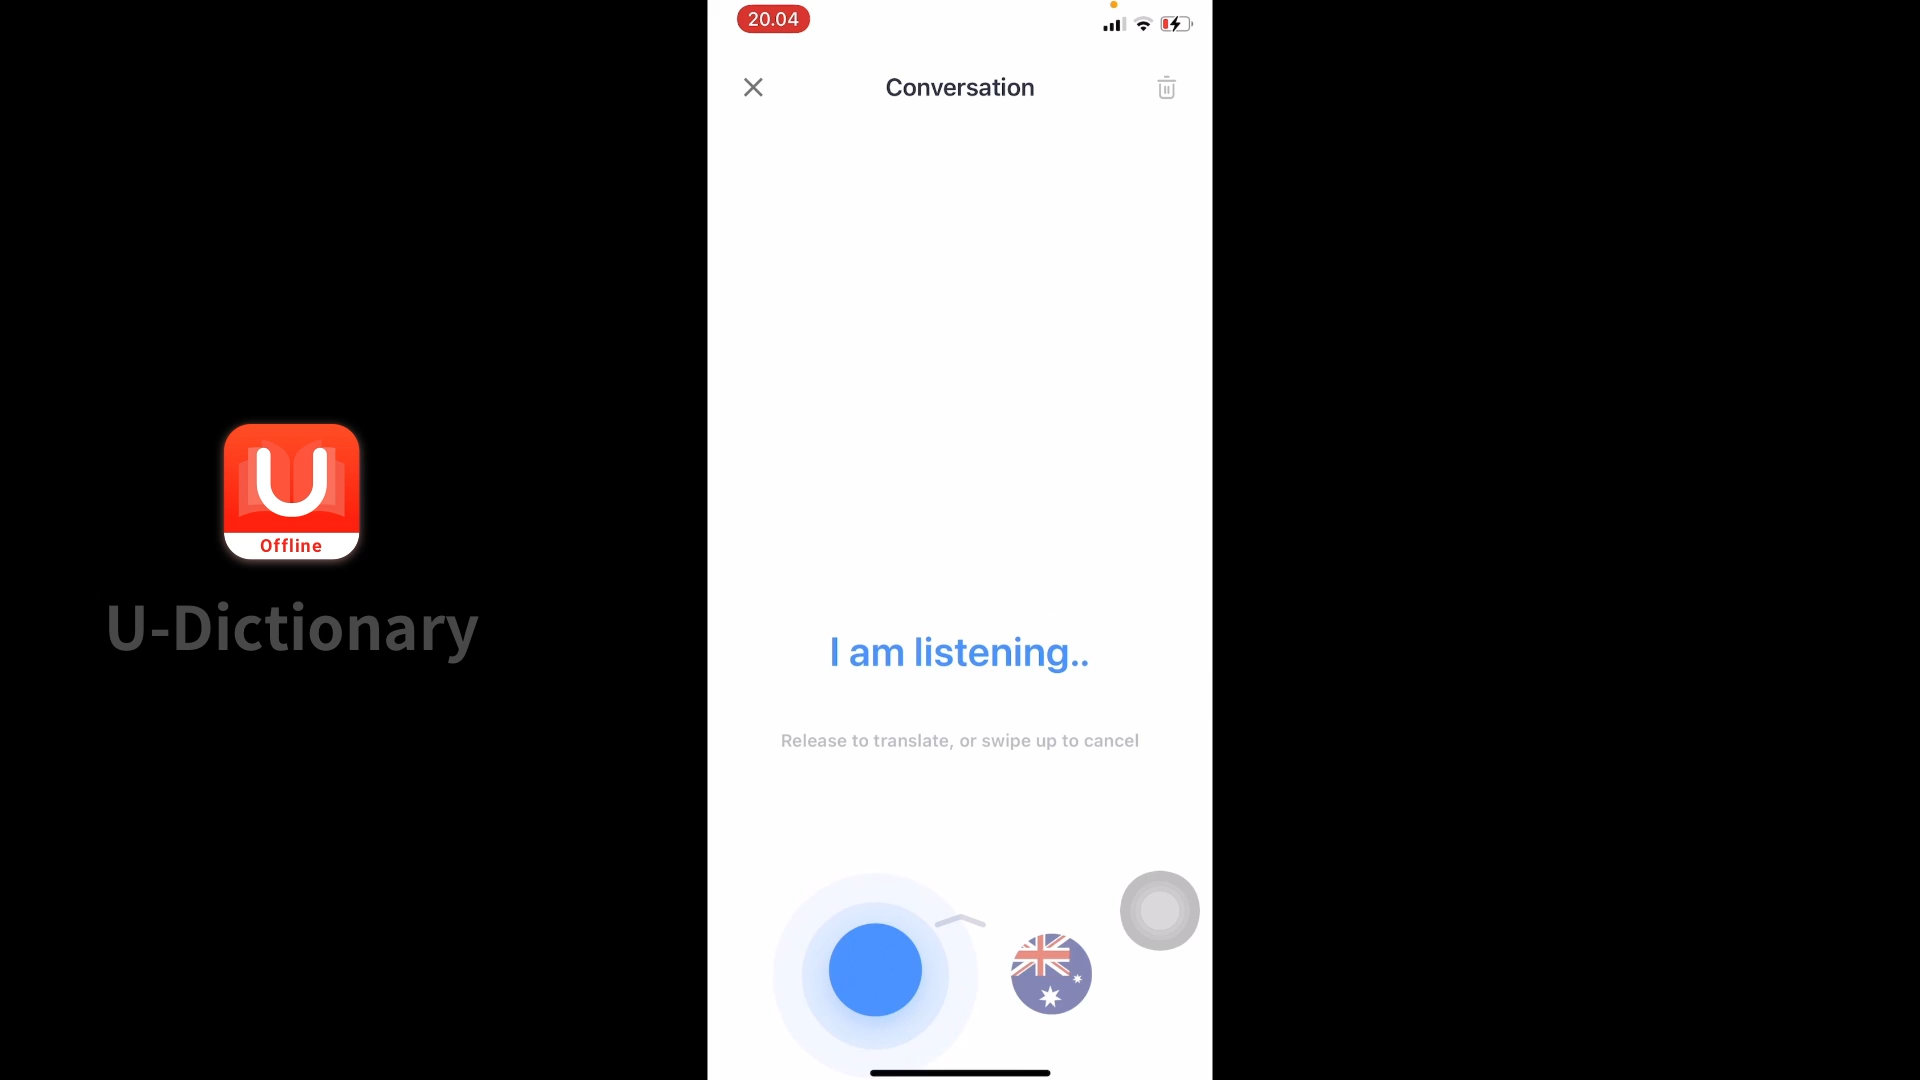 20.04
Conversation
U
Offline
U-Dictionary
I am listening..
Release to translate, or swipe up to cancel